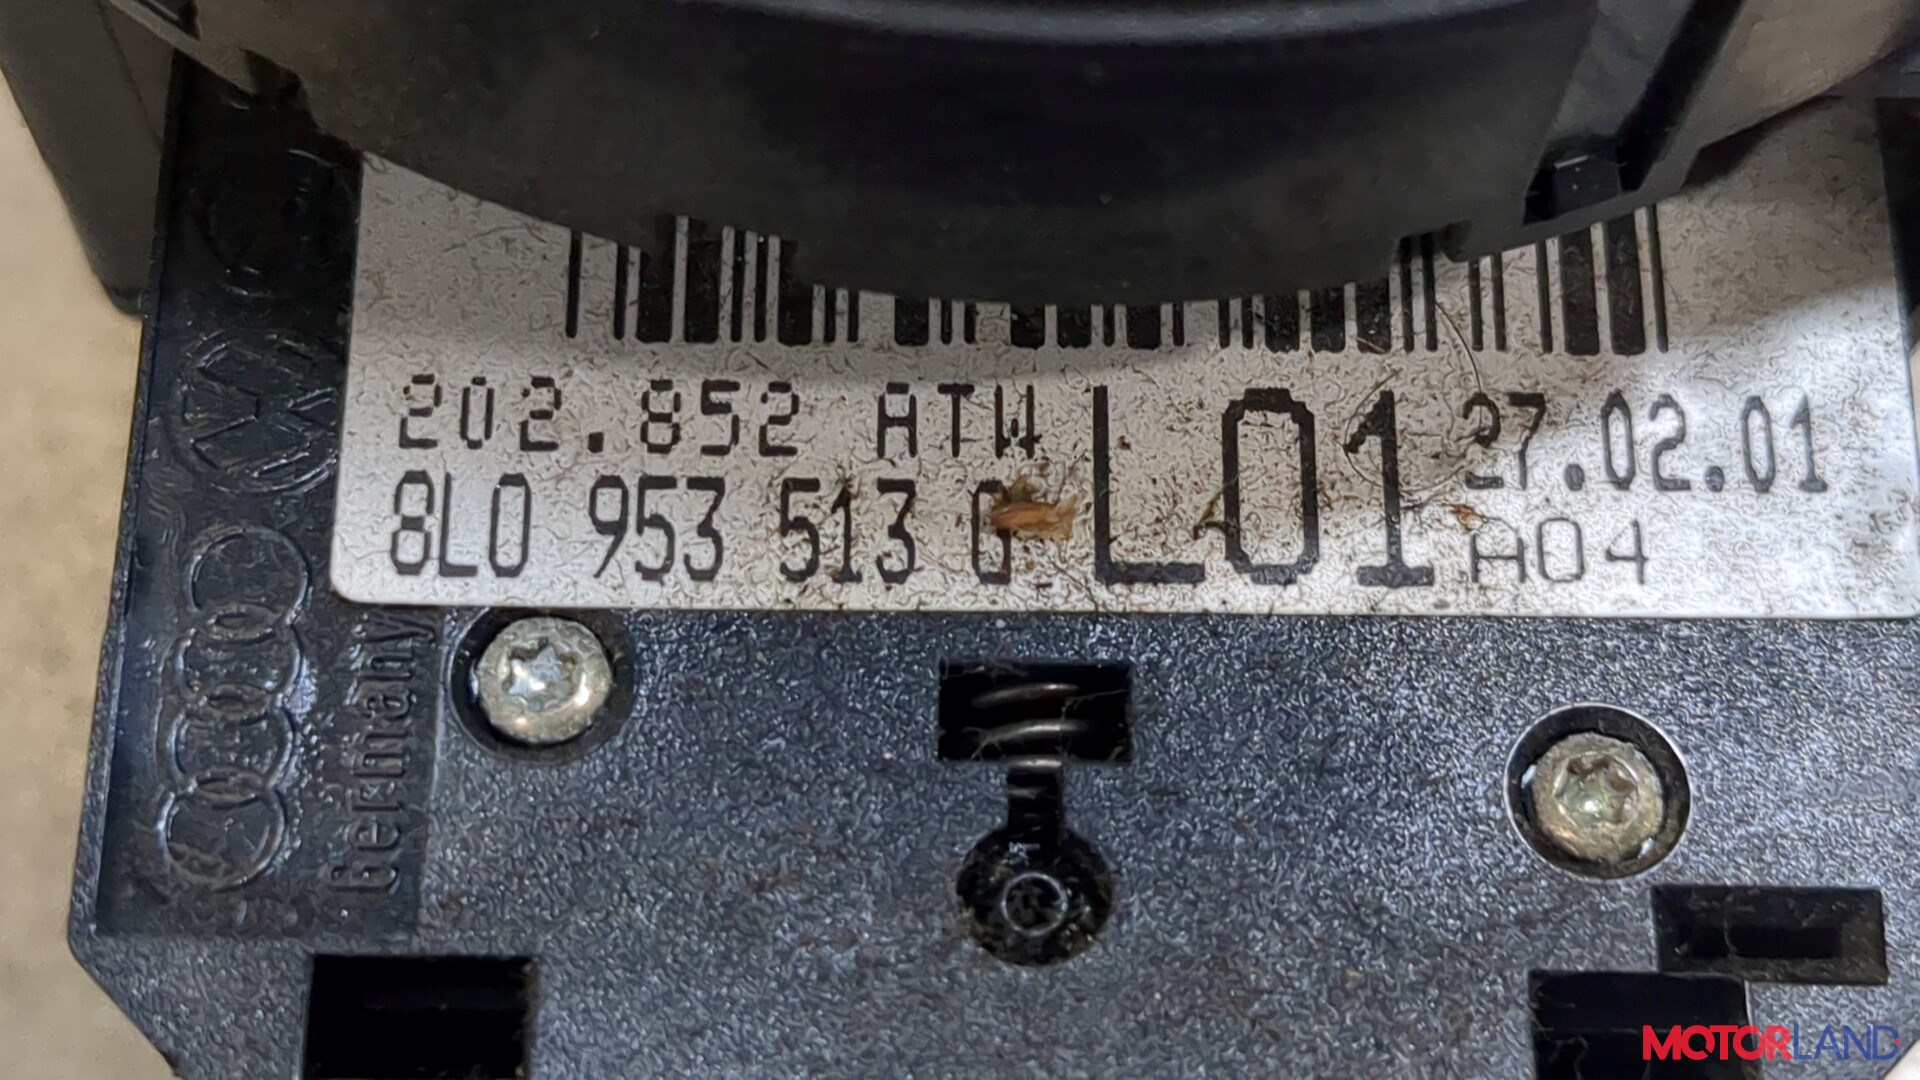 202.852 ATW
8L0 953 513 G
L01
27.02.01
A04
Germany
MOTORLAND